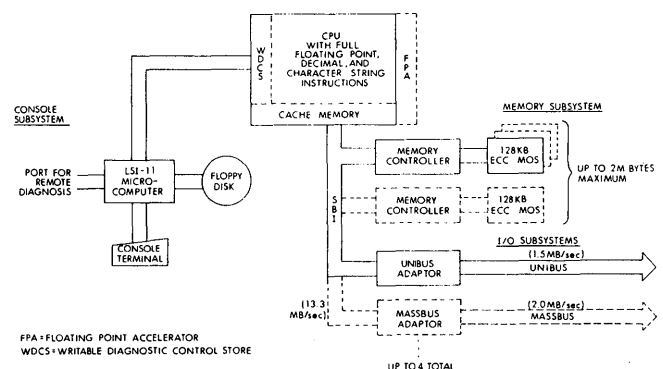 WDCS
CPU
WITH FULL
FLOATING POINT,
DECIMAL, AND
CHARACTER STRING
INSTRUCTIONS
FPA
CACHE MEMORY
CONSOLE
SUBSYSTEM
PORT FOR
REMOTE
DIAGNOSIS
LSI-11
MICRO-
COMPUTER
FLOPPY
DISK
CONSOLE
TERMINAL
MEMORY SUBSYSTEM
MEMORY
CONTROLLER
128KB
ECC MOS
UP TO 2M BYTES
MAXIMUM
SBI
MEMORY
CONTROLLER
128KB
ECC MOS
I/O SUBSYSTEMS
UNIBUS
ADAPTOR
(1.5MB/sec)
UNIBUS
(13.3
MB/sec)
MASSBUS
ADAPTOR
(2.0MB/sec)
MASSBUS
UP TO 4 TOTAL
FPA=FLOATING POINT ACCELERATOR
WDCS=WRITABLE DIAGNOSTIC CONTROL STORE